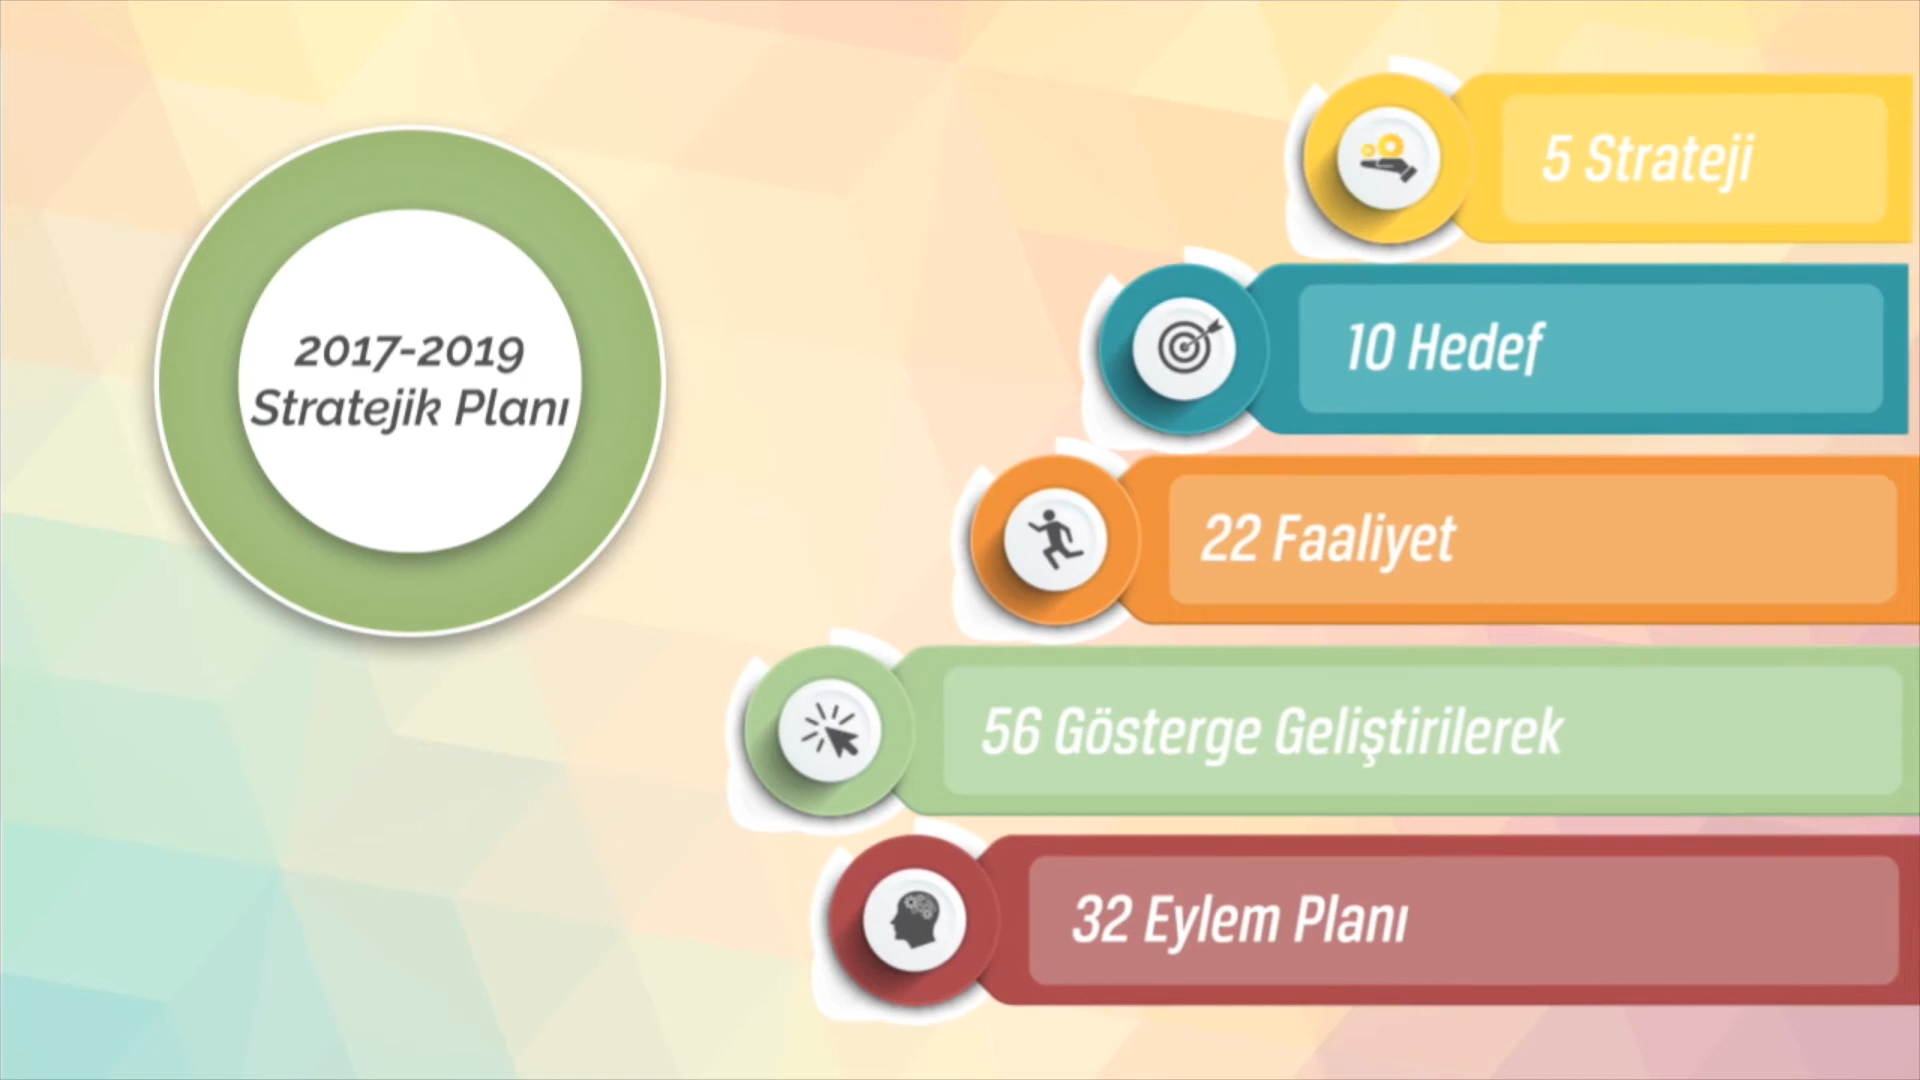 2017-2019
Stratejik Planı
5 Strateji
10 Hedef
22 Faaliyet
56 Gösterge Geliştirilerek
32 Eylem Planı